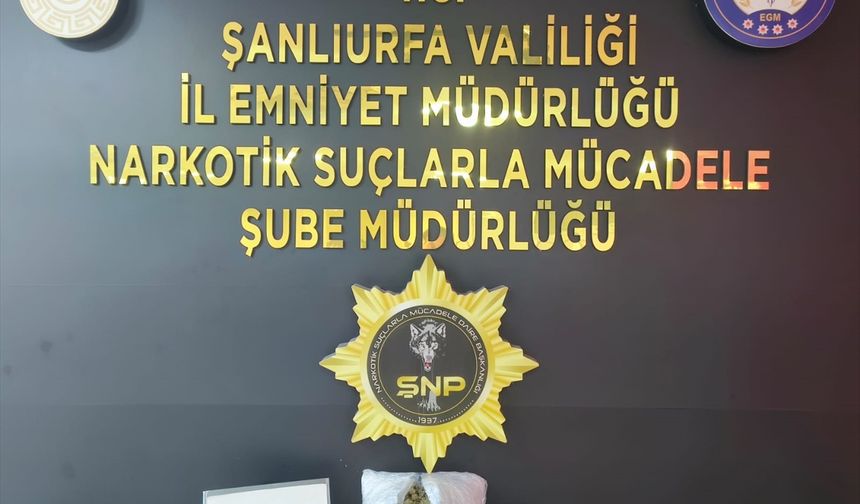 EGM
ŞANLIURFA VALİLİĞİ
İL EMNİYET MÜDÜRLÜĞÜ
NARKOTİK SUÇLARLA MÜCADELE
ŞUBE MÜDÜRLÜĞÜ
NARKOTİK SUÇLARLA MÜCADELE DAİRE BAŞKANLIĞI
ŞNP
1937